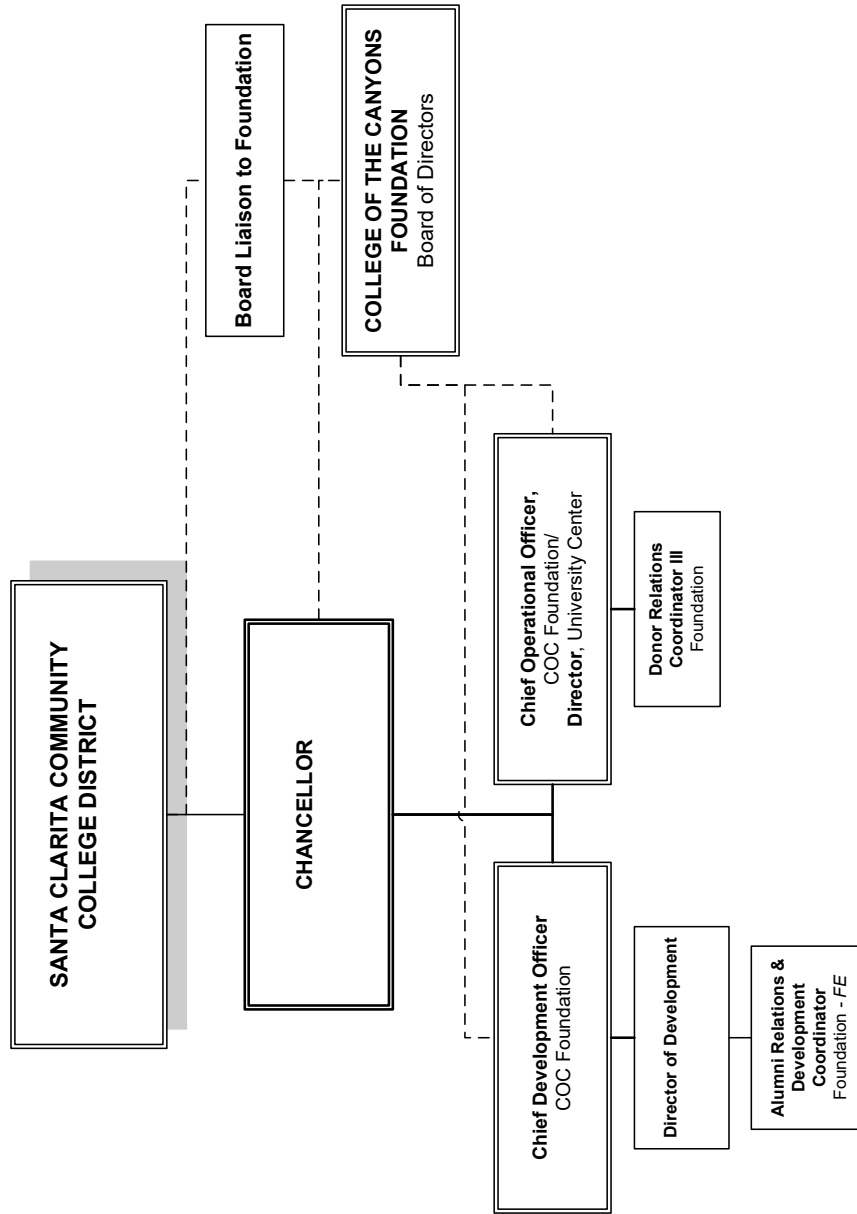 SANTA CLARITA COMMUNITY
COLLEGE DISTRICT
Board Liaison to Foundation
CHANCELLOR
COLLEGE OF THE CANYONS
FOUNDATION
Board of Directors
Chief Development Officer
COC Foundation
Chief Operational Officer,
COC Foundation/
Director, University Center
Director of Development
Donor Relations
Coordinator III
Foundation
Alumni Relations &
Development
Coordinator
Foundation - FE